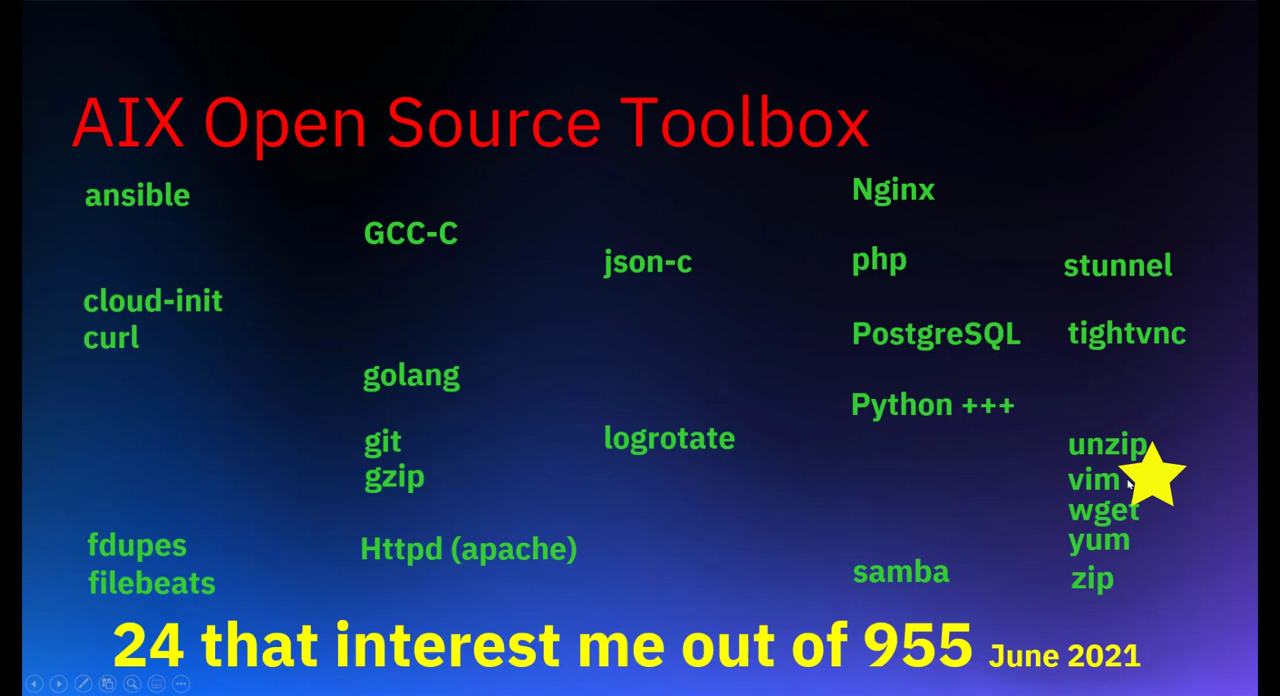 AIX Open Source Toolbox
ansible
cloud-init
curl
fdupes
filebeats
GCC-C
golang
git
gzip
Httpd (apache)
json-c
logrotate
Nginx
php
PostgreSQL
Python +++
samba
stunnel
tightvnc
unzip
vim
wget
yum
zip
24 that interest me out of 955 June 2021